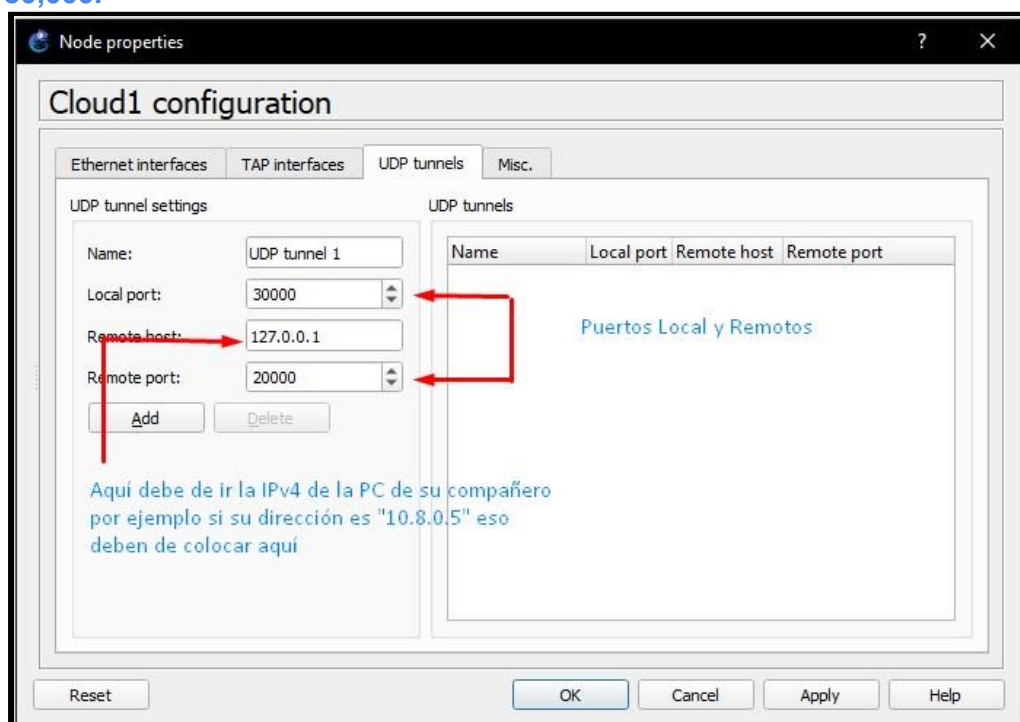 Node properties ? ×
Cloud1 configuration
Ethernet interfaces TAP interfaces UDP tunnels Misc.
UDP tunnel settings UDP tunnels
Name: UDP tunnel 1 Name Local port Remote host Remote port
Local port: 30000
Puertos Local y Remotos
Remote host: 127.0.0.1
Remote port: 20000
Add Delete
Aquí debe de ir la IPv4 de la PC de su compañero
por ejemplo si su dirección es "10.8.0.5" eso
deben de colocar aquí
Reset OK Cancel Apply Help